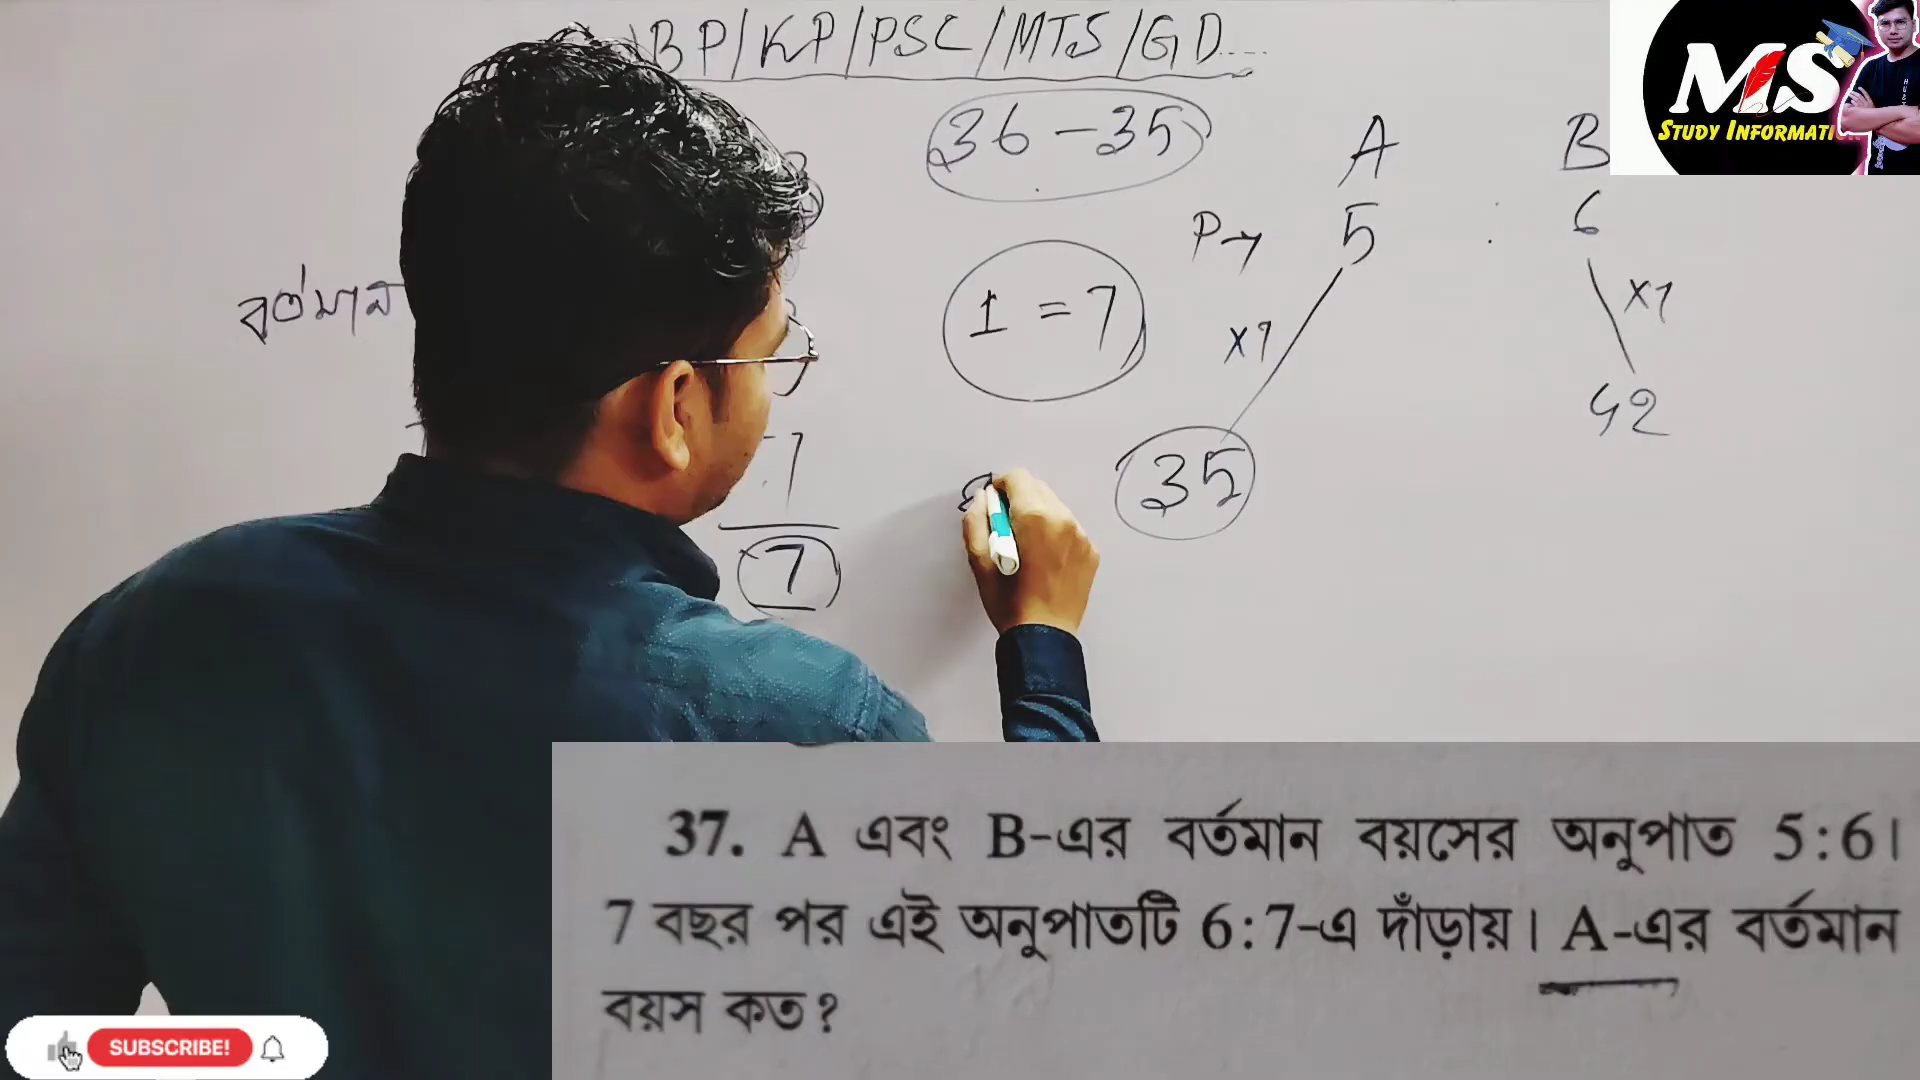 BP/KP/PSC/MTS/GD....
MS
STUDY INFORMATI
36-35
A B
P→ 5 : 6
বর্তমান
1 = 7
×7 ×7
42
35
7
37. A এবং B-এর বর্তমান বয়সের অনুপাত 5:6।
7 বছর পর এই অনুপাতটি 6:7-এ দাঁড়ায়। A-এর বর্তমান
বয়স কত?
SUBSCRIBE!